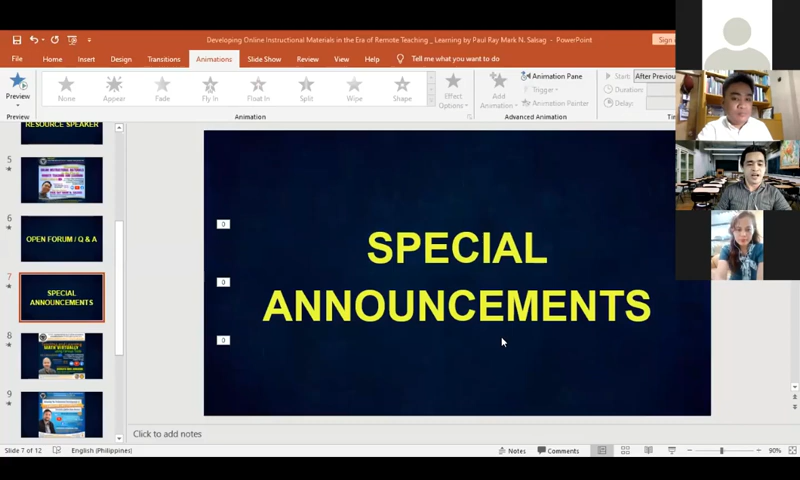 Developing Online Instructional Materials in the Era of Remote Teaching _ Learning by Paul Ray Mark N. Salsag - PowerPoint
Sign
File Home Insert Design Transitions Animations Slide Show Review View Help Tell me what you want to do
Preview
None Appear Fade Fly In Float In Split Wipe Shape
Effect
Options
Add
Animation
Animation Pane
Trigger
Animation Painter
Start: After Previou
Duration:
Delay:
Preview
Animation
Advanced Animation
RESOURCE SPEAKER
5
6
OPEN FORUM / Q & A
7
SPECIAL
ANNOUNCEMENTS
8
9
0
0
0
SPECIAL
ANNOUNCEMENTS
Click to add notes
Slide 7 of 12 English (Philippines) Notes Comments 90%